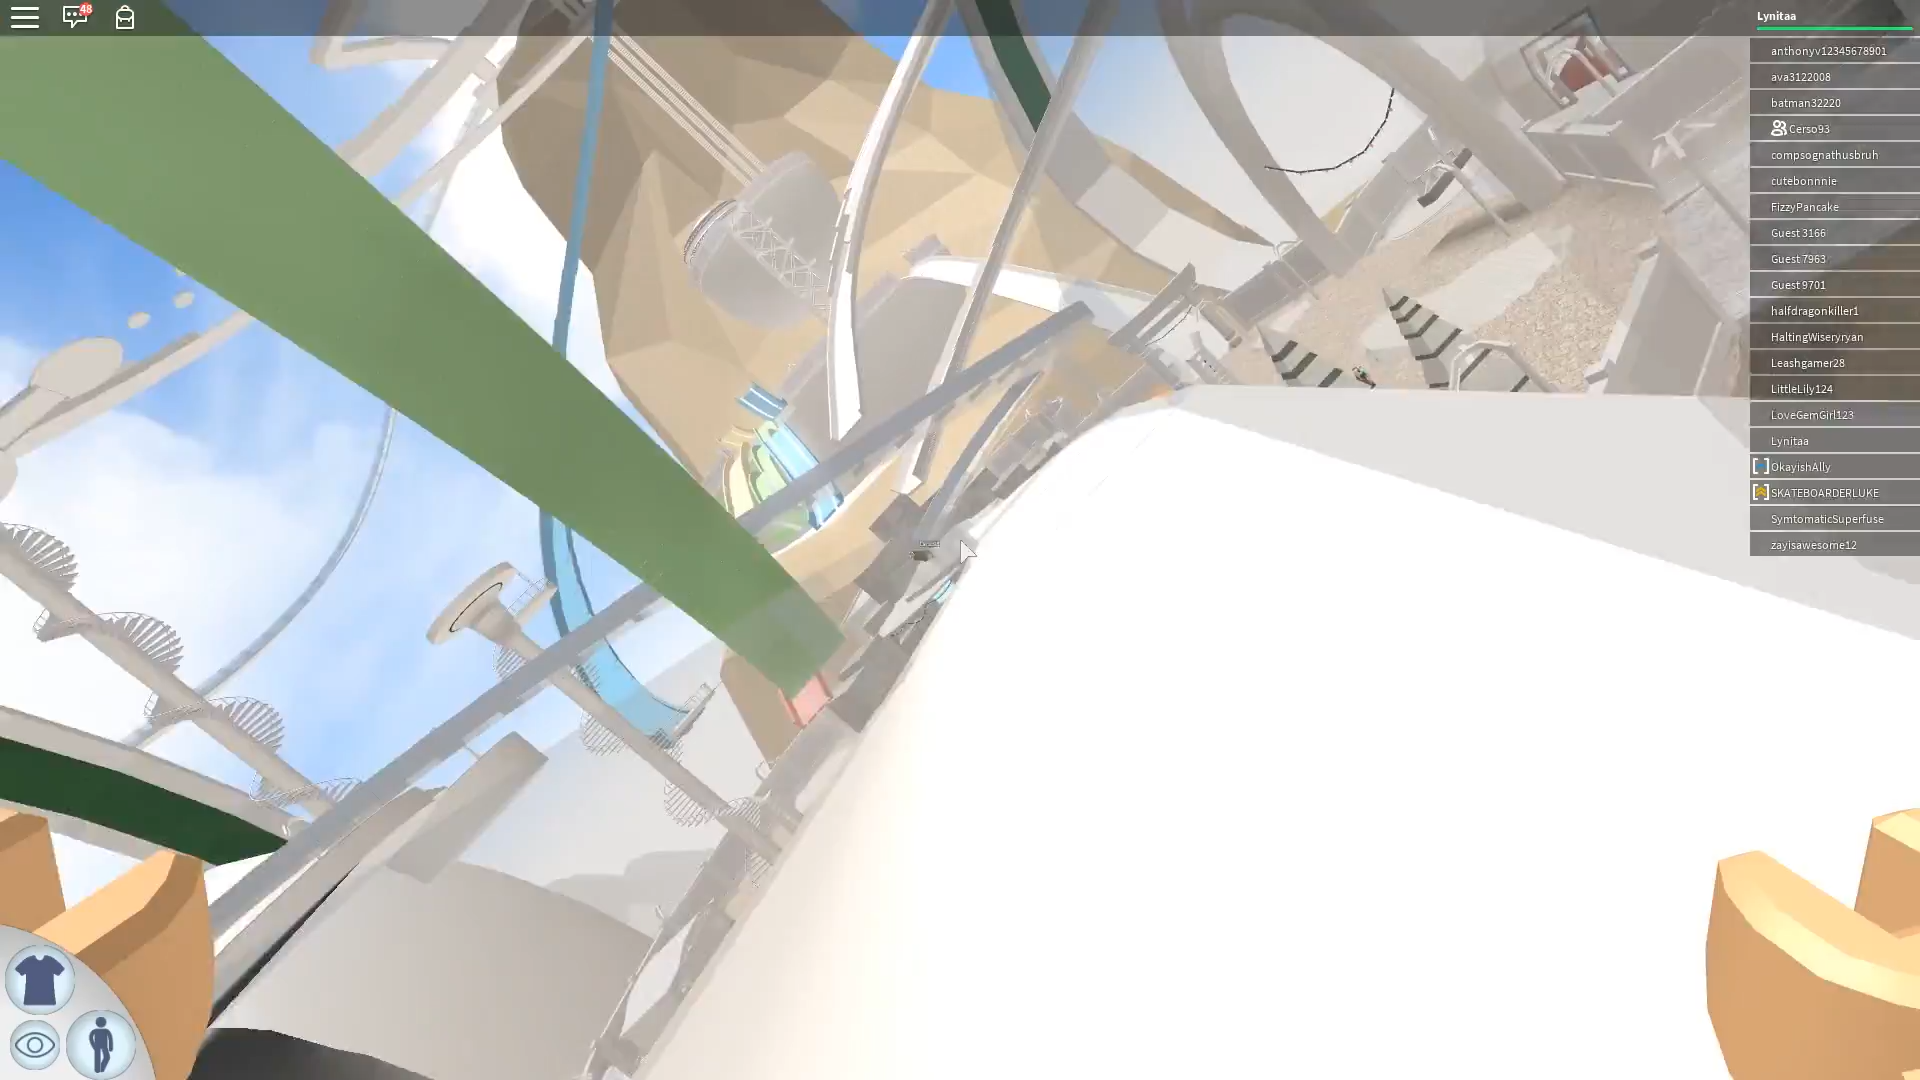 48
Lynitaa
anthonyv12345678901
ava3122008
batman32220
Cerso93
compsognathusbruh
cutebonnnie
FizzyPancake
Guest 3166
Guest 7963
Guest 9701
halfdragonkiller1
HaltingWiseryryan
Leashgamer28
LittleLily124
LoveGemGirl123
Lynitaa
OkayishAlly
SKATEBOARDERLUKE
SymtomaticSuperfuse
zayisawesome12